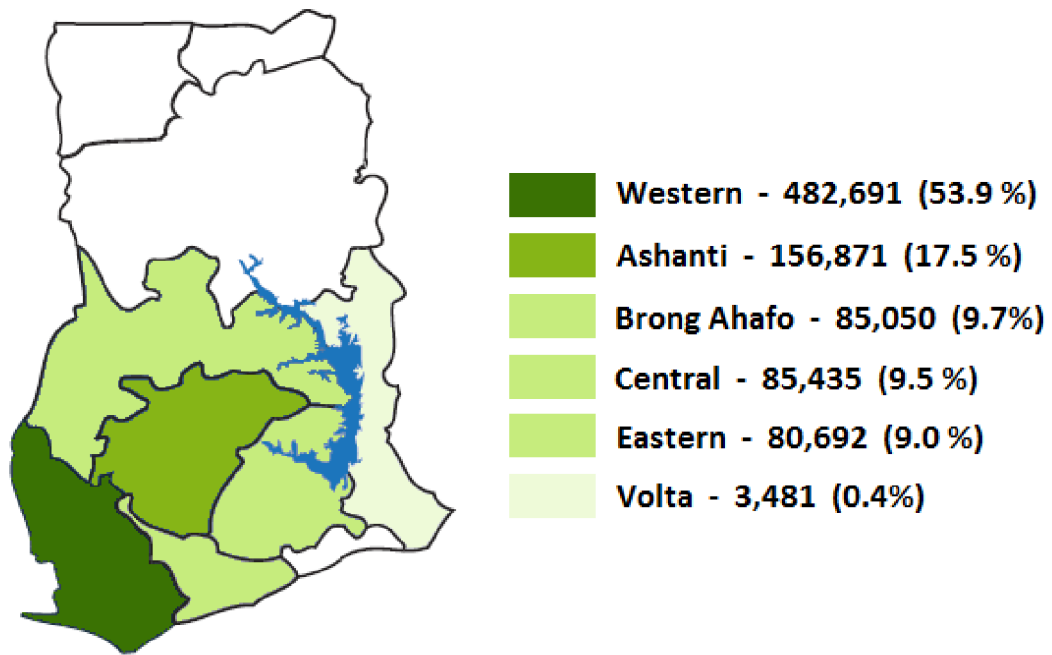 Western - 482,691 (53.9 %)
Ashanti - 156,871 (17.5 %)
Brong Ahafo - 85,050 (9.7%)
Central - 85,435 (9.5 %)
Eastern - 80,692 (9.0 %)
Volta - 3,481 (0.4%)